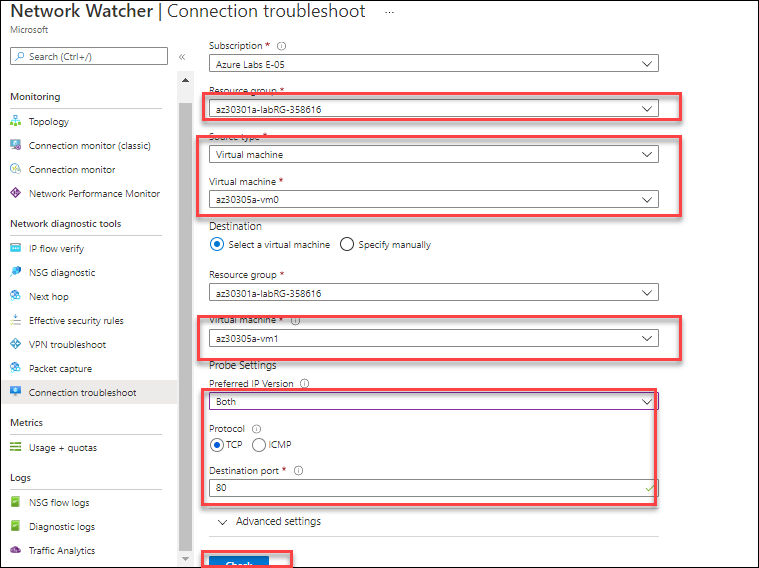 Network Watcher | Connection troubleshoot ...
Microsoft
Search (Ctrl+/)
«
Monitoring
Topology
Connection monitor (classic)
Connection monitor
Network Performance Monitor
Network diagnostic tools
IP flow verify
NSG diagnostic
Next hop
Effective security rules
VPN troubleshoot
Packet capture
Connection troubleshoot
Metrics
Usage + quotas
Logs
NSG flow logs
Diagnostic logs
Traffic Analytics
Subscription *
Azure Labs E-05
Resource group *
az30301a-labRG-358616
Source type *
Virtual machine
Virtual machine *
az30305a-vm0
Destination
Select a virtual machine Specify manually
Resource group *
az30301a-labRG-358616
Virtual machine *
az30305a-vm1
Probe Settings
Preferred IP Version
Both
Protocol
TCP ICMP
Destination port *
80
Advanced settings
Check